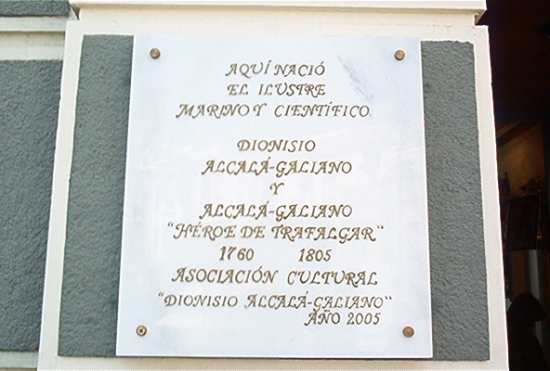 AQUÍ NACIÓ
EL ILUSTRE
MARINO Y CIENTÍFICO
DIONISIO
ALCALÁ-GALIANO
Y
ALCALÁ-GALIANO
"HÉROE DE TRAFALGAR"
1760 1805
ASOCIACIÓN CULTURAL
"DIONISIO ALCALÁ-GALIANO"
AÑO 2005